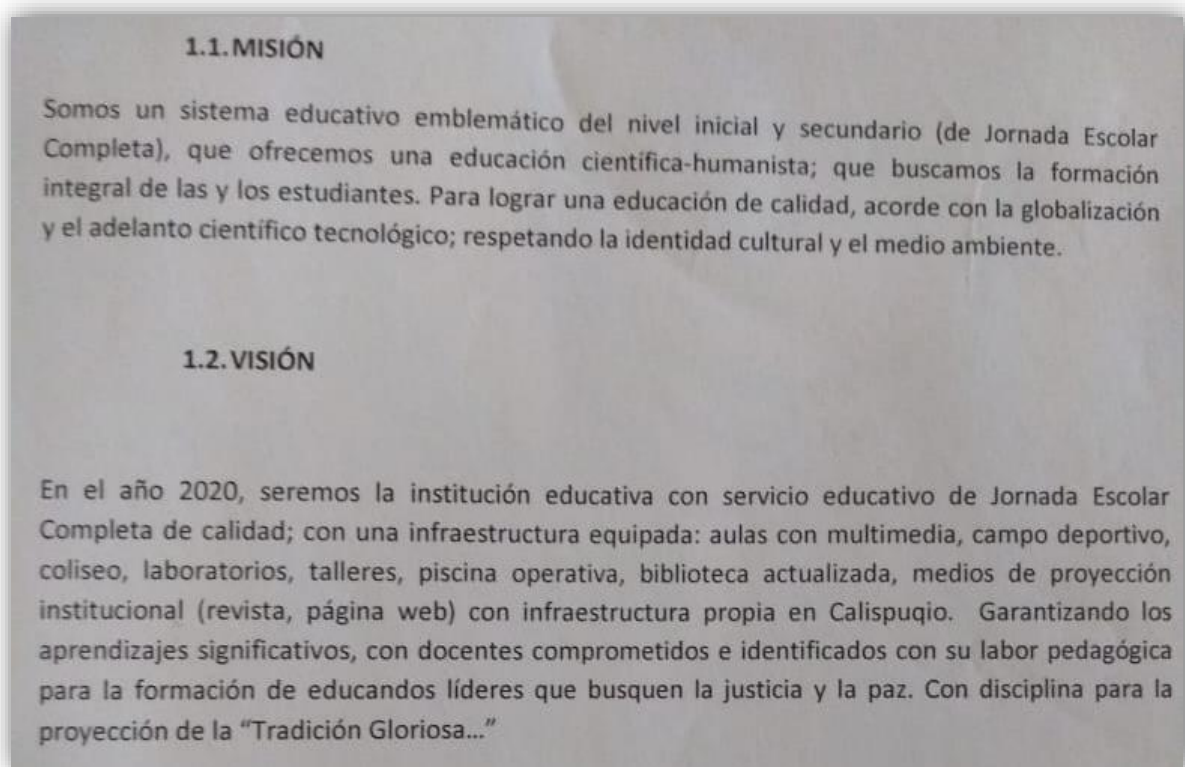 1.1. MISIÓN
Somos un sistema educativo emblemático del nivel inicial y secundario (de Jornada Escolar
Completa), que ofrecemos una educación científica-humanista; que buscamos la formación
integral de las y los estudiantes. Para lograr una educación de calidad, acorde con la globalización
y el adelanto científico tecnológico; respetando la identidad cultural y el medio ambiente.
1.2. VISIÓN
En el año 2020, seremos la institución educativa con servicio educativo de Jornada Escolar
Completa de calidad; con una infraestructura equipada: aulas con multimedia, campo deportivo,
coliseo, laboratorios, talleres, piscina operativa, biblioteca actualizada, medios de proyección
institucional (revista, página web) con infraestructura propia en Calispuqio. Garantizando los
aprendizajes significativos, con docentes comprometidos e identificados con su labor pedagógica
para la formación de educandos líderes que busquen la justicia y la paz. Con disciplina para la
proyección de la “Tradición Gloriosa...”